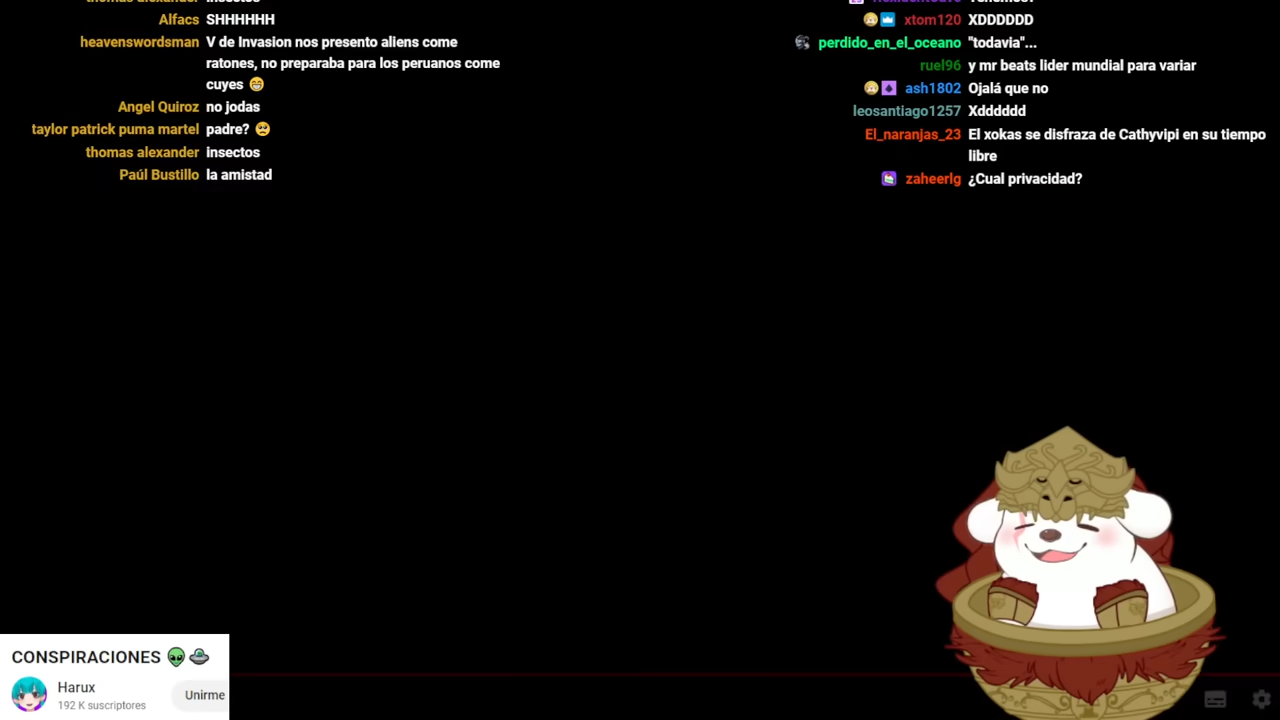 Alfacs SHHHHHH
heavenswordsman V de Invasion nos presento aliens come
ratones, no preparaba para los peruanos come
cuyes 😁
Angel Quiroz no jodas
taylor patrick puma martel padre? 🥺
thomas alexander insectos
Paúl Bustillo la amistad
xtom120 XDDDDDD
perdido_en_el_oceano "todavia"...
ruel96 y mr beats lider mundial para variar
ash1802 Ojalá que no
leosantiago1257 Xdddddd
El_naranjas_23 El xokas se disfraza de Cathyvipi en su tiempo
libre
zaheerlg ¿Cual privacidad?
CONSPIRACIONES 👽🛸
Harux
192 K suscriptores
Unirme